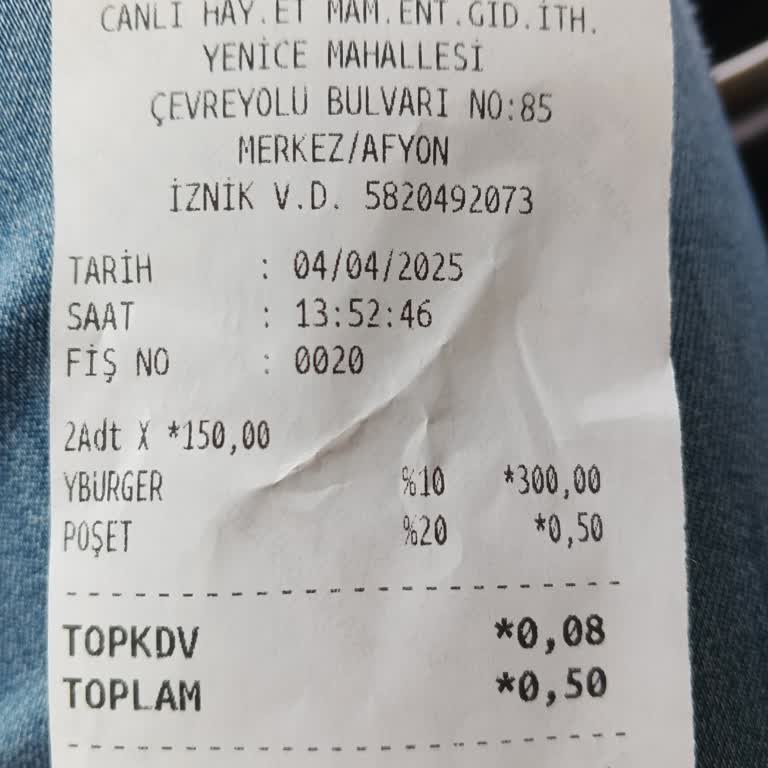 CANLI HAY.ET MAM.ENT.GID.İTH.
YENİCE MAHALLESİ
ÇEVREYOLU BULVARI NO:85
MERKEZ/AFYON
İZNİK V.D. 5820492073
TARİH : 04/04/2025
SAAT : 13:52:46
FİŞ NO : 0020
2Adt X *150,00
YBURGER %10 *300,00
POŞET %20 *0,50
TOPKDV *0,08
TOPLAM *0,50